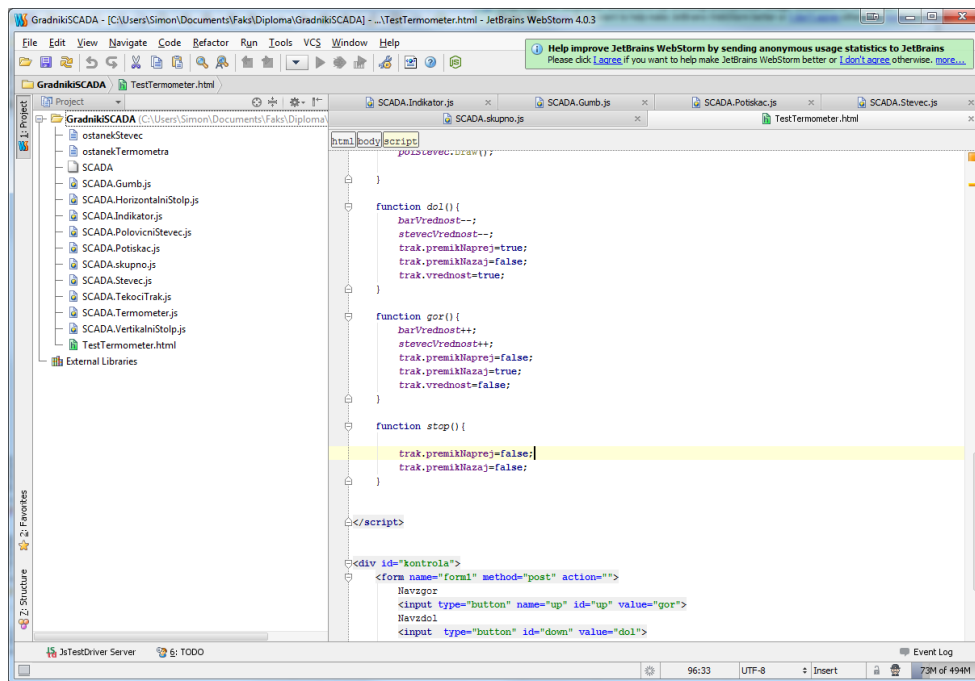 GradnikiSCADA - [C:\Users\Simon\Documents\Faks\Diploma\GradnikiSCADA] - ...\TestTermometer.html - JetBrains WebStorm 4.0.3
File Edit View Navigate Code Refactor Run Tools VCS Window Help
Help improve JetBrains WebStorm by sending anonymous usage statistics to JetBrains
Please click I agree if you want to help make JetBrains WebStorm better or I don't agree otherwise. more...
GradnikiSCADA TestTermometer.html
1: Project
Project
SCADA.Indikator.js SCADA.Gumb.js SCADA.Potiskac.js SCADA.Stevec.js
SCADA.skupno.js TestTermometer.html
GradnikiSCADA (C:\Users\Simon\Documents\Faks\Diploma\
ostanekStevec
ostanekTermometra
SCADA
SCADA.Gumb.js
SCADA.HorizontalniStolp.js
SCADA.Indikator.js
SCADA.PolovicniStevec.js
SCADA.Potiskac.js
SCADA.skupno.js
SCADA.Stevec.js
SCADA.TekociTrak.js
SCADA.Termometer.js
SCADA.VertikalniStolp.js
TestTermometer.html
External Libraries
2: Favorites
Z: Structure
html body script
polStevec.draw();
}
function dol(){
barVrednost--;
stevecVrednost--;
trak.premikNaprej=true;
trak.premikNazaj=false;
trak.vrednost=true;
}
function gor(){
barVrednost++;
stevecVrednost++;
trak.premikNaprej=false;
trak.premikNazaj=true;
trak.vrednost=false;
}
function stop(){
trak.premikNaprej=false;
trak.premikNazaj=false;
}
</script>
<div id="kontrola">
<form name="form1" method="post" action="">
Navzgor
<input type="button" name="up" id="up" value="gor">
Navzdol
<input type="button" id="down" value="dol">
JsTestDriver Server 6: TODO Event Log
96:33 UTF-8 Insert 73M of 494M